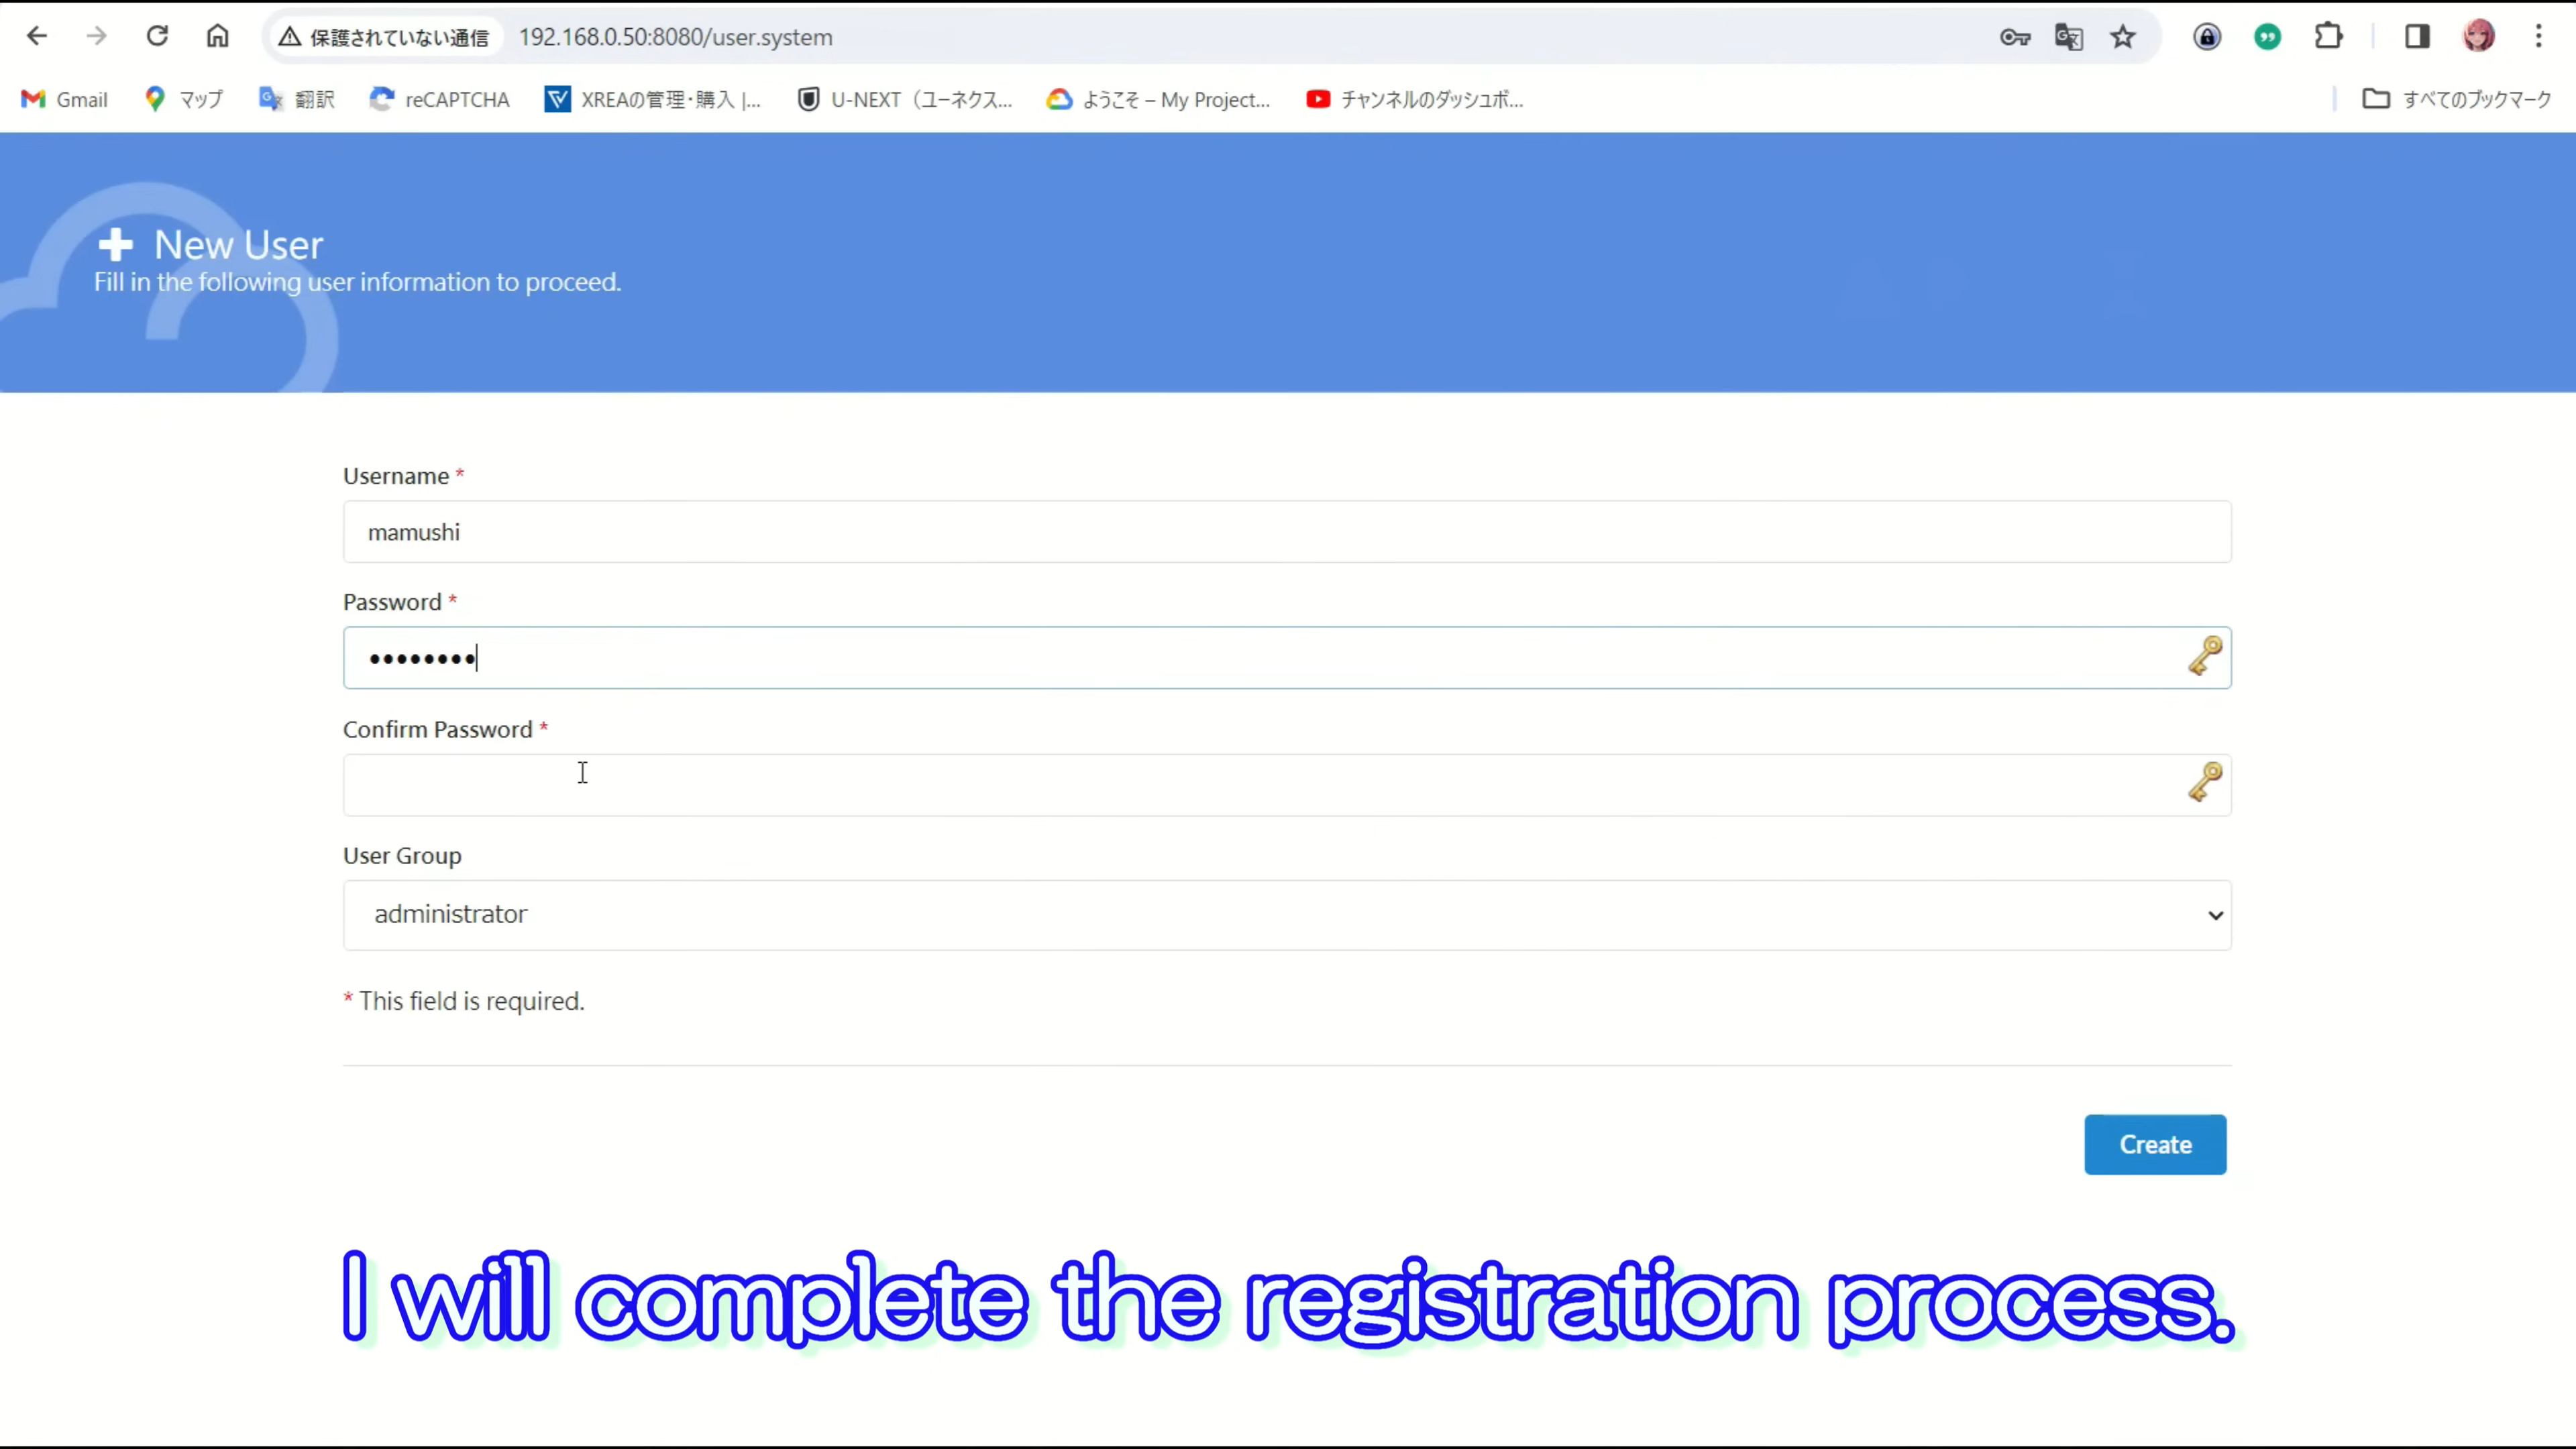 保護されていない通信 192.168.0.50:8080/user.system
Gmail マップ 翻訳 reCAPTCHA XREAの管理・購入 |... U-NEXT（ユーネクス... ようこそ – My Project... チャンネルのダッシュボ... すべてのブックマーク
New User
Fill in the following user information to proceed.
Username *
mamushi
Password *
••••••••
Confirm Password *
User Group
administrator
* This field is required.
Create
I will complete the registration process.